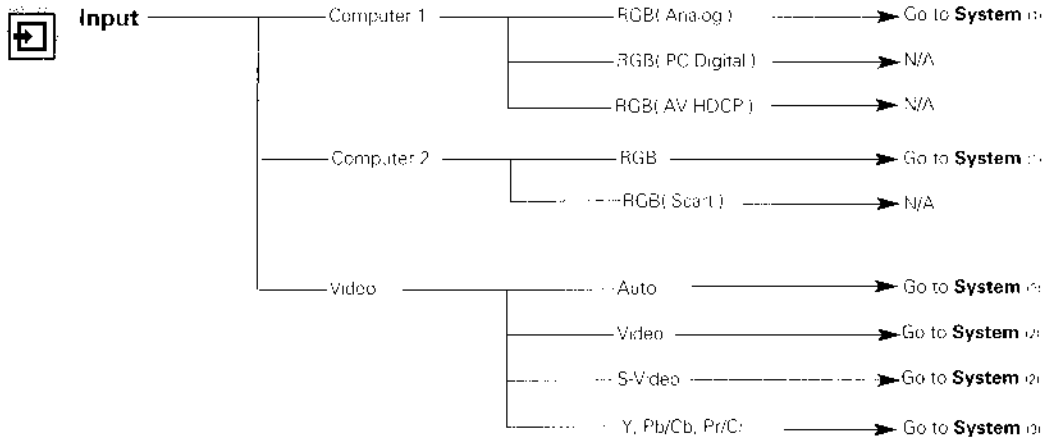 Input Computer 1 RGB( Analog ) Go to System
RGB( PC Digital ) N/A
RGB( AV HDCP ) N/A
Computer 2 RGB Go to System
RGB( Scart ) N/A
Video Auto Go to System
Video Go to System
S-Video Go to System
Y, Pb/Cb, Pr/Cr Go to System